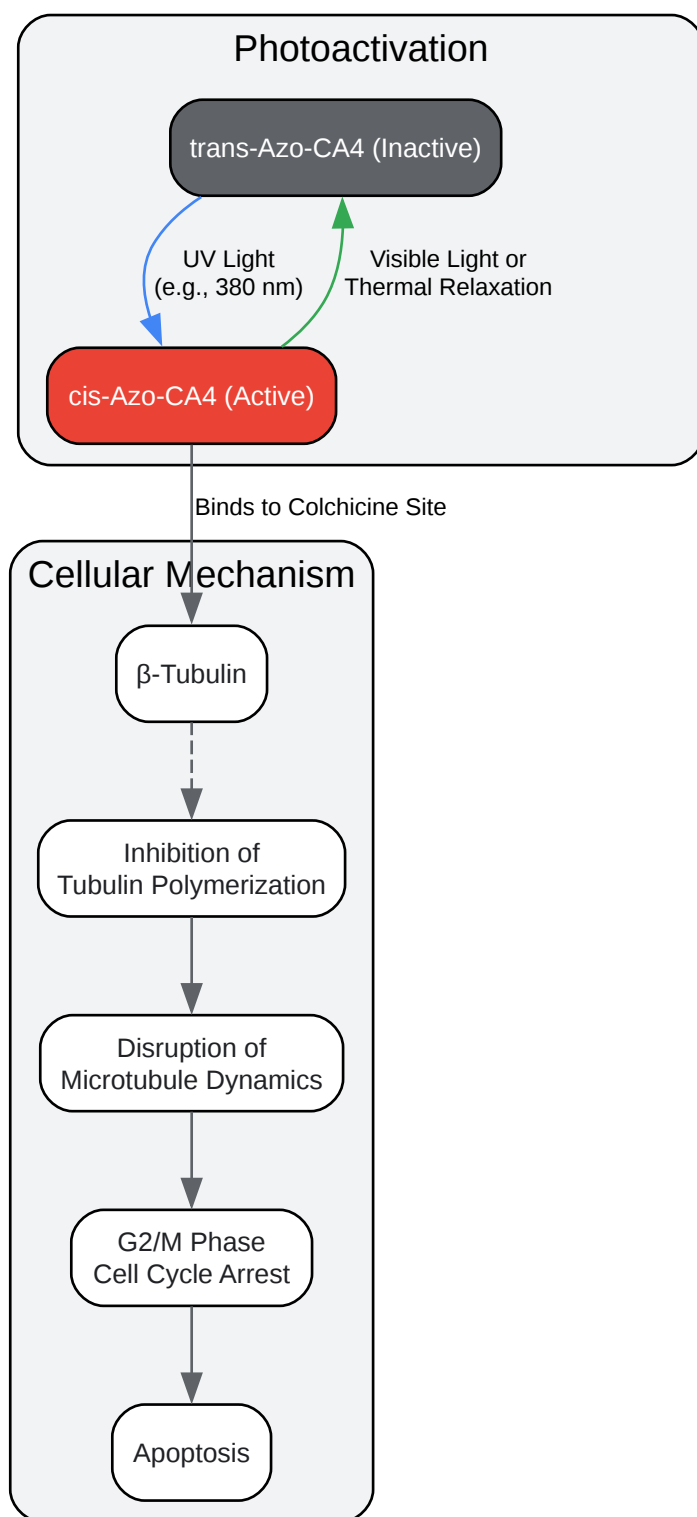 Photoactivation
trans-Azo-CA4 (Inactive)
UV Light
(e.g., 380 nm)
Visible Light or
Thermal Relaxation
cis-Azo-CA4 (Active)
Binds to Colchicine Site
Cellular Mechanism
β-Tubulin
Inhibition of
Tubulin Polymerization
Disruption of
Microtubule Dynamics
G2/M Phase
Cell Cycle Arrest
Apoptosis